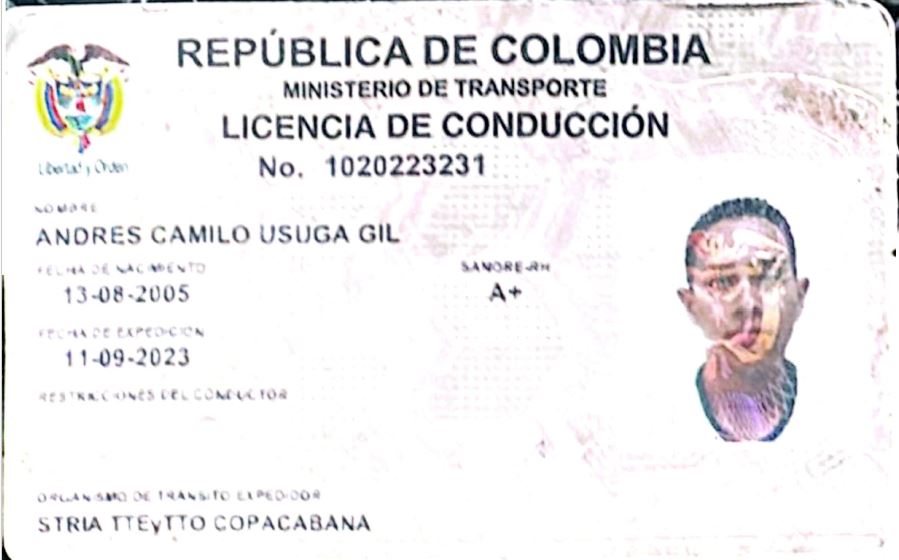 REPÚBLICA DE COLOMBIA
MINISTERIO DE TRANSPORTE
LICENCIA DE CONDUCCIÓN
No. 1020223231
Libertad y Orden
NOMBRE
ANDRES CAMILO USUGA GIL
FECHA DE NACIMIENTO
13-08-2005
SANGRE-RH
A+
FECHA DE EXPEDICIÓN
11-09-2023
RESTRICCIONES DEL CONDUCTOR
ORGANISMO DE TRÁNSITO EXPEDIDOR
STRIA TTEyTTO COPACABANA